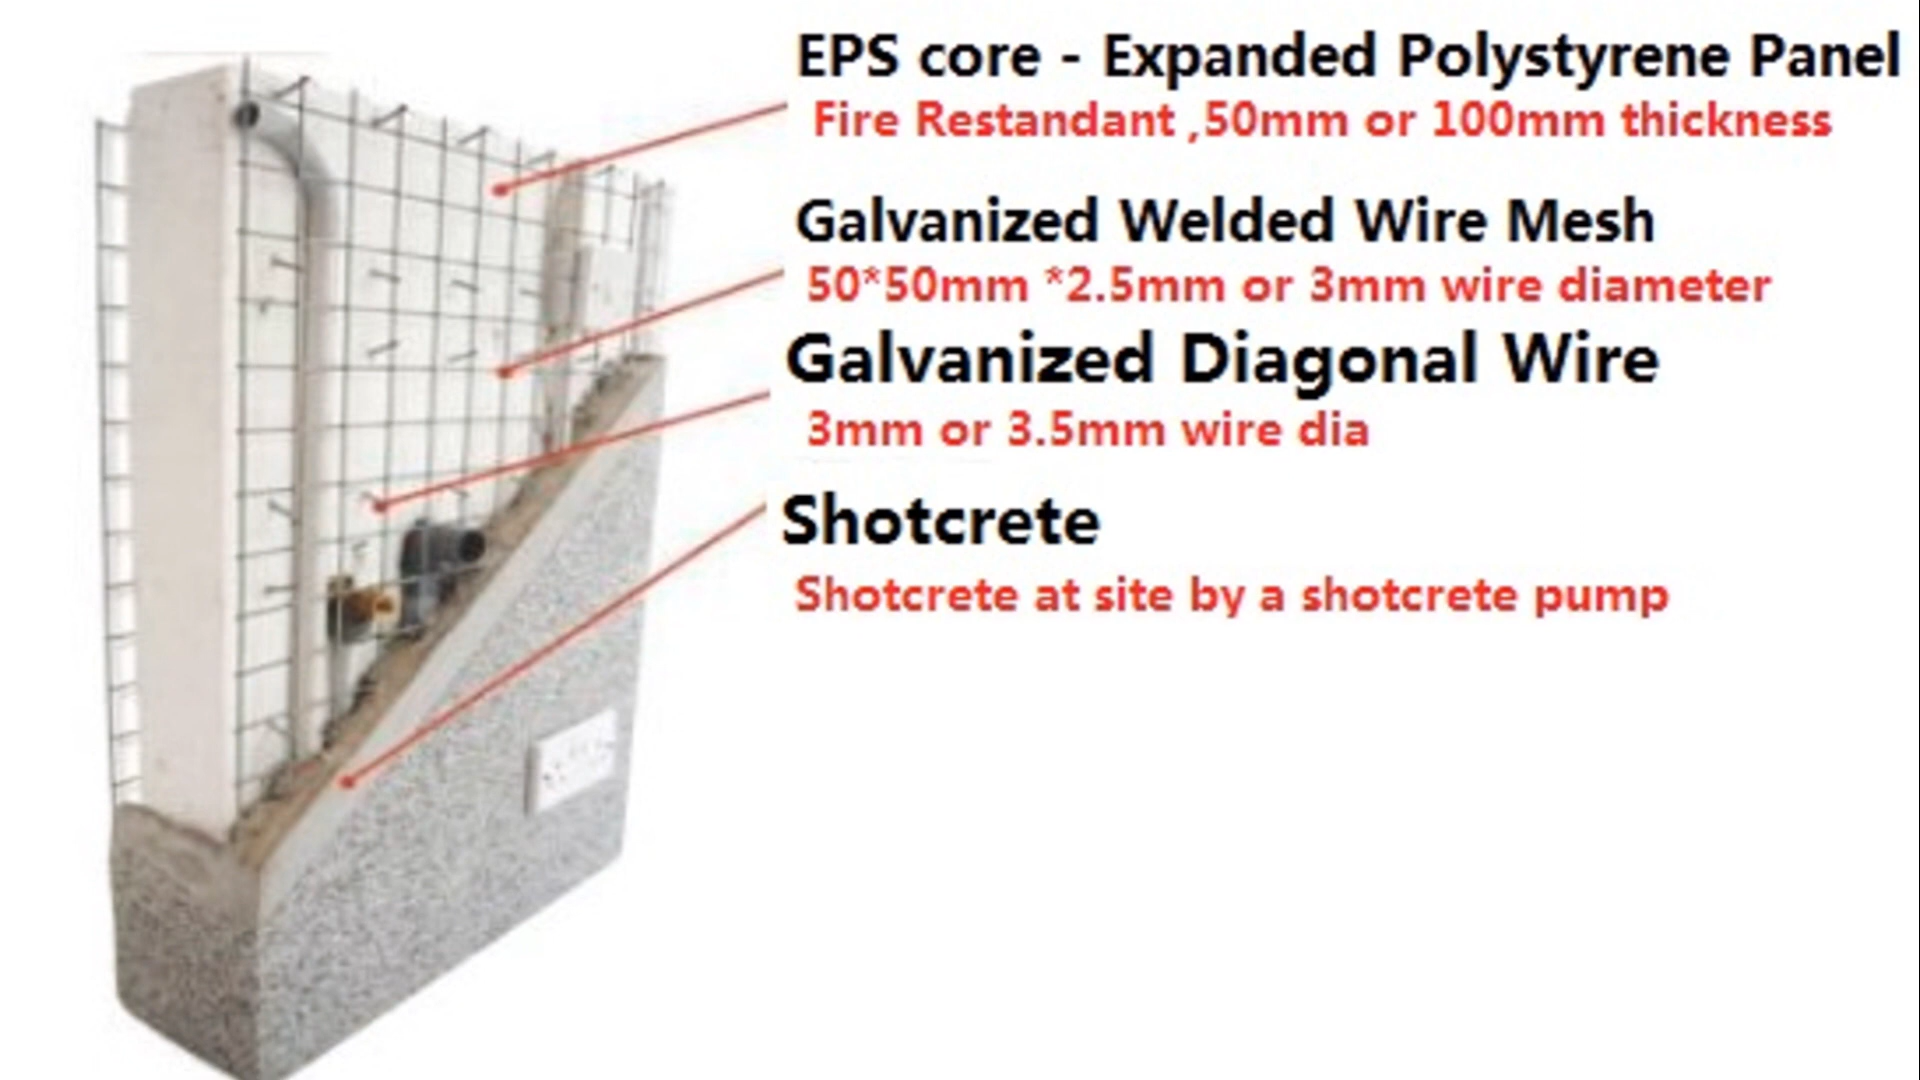 EPS core - Expanded Polystyrene Panel
Fire Restandant ,50mm or 100mm thickness
Galvanized Welded Wire Mesh
50*50mm *2.5mm or 3mm wire diameter
Galvanized Diagonal Wire
3mm or 3.5mm wire dia
Shotcrete
Shotcrete at site by a shotcrete pump